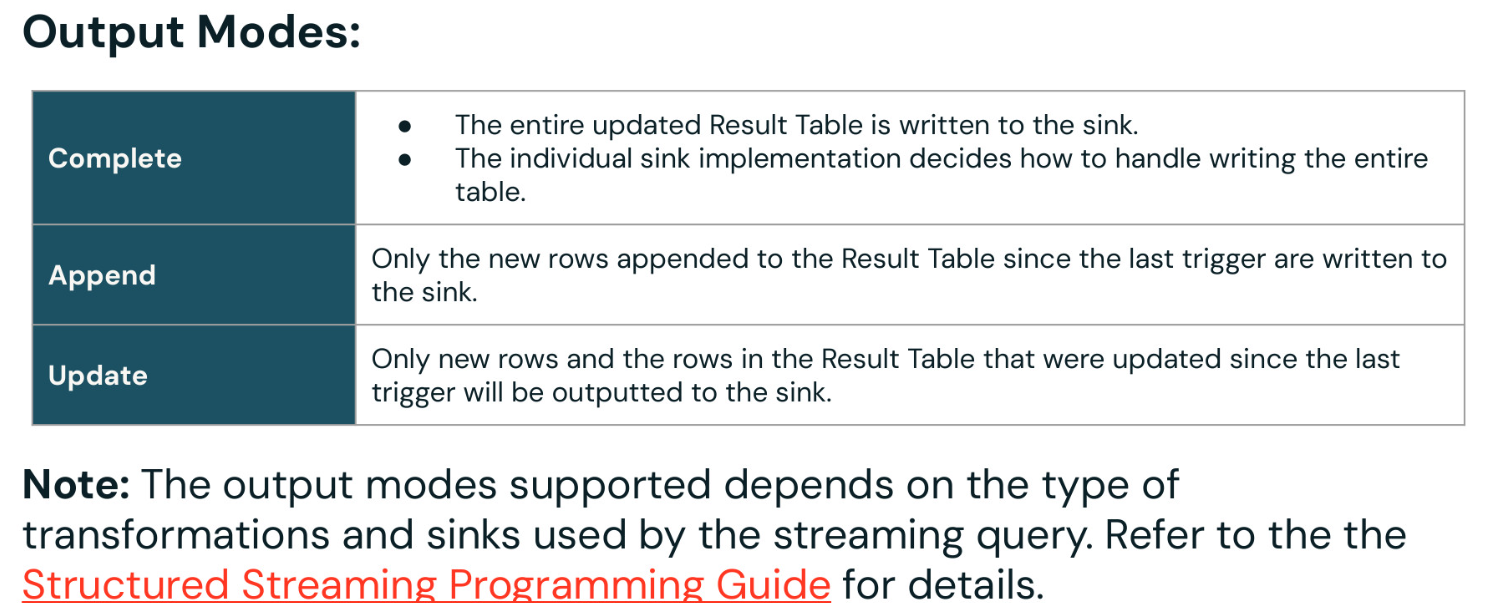 Output Modes:
Complete
● The entire updated Result Table is written to the sink.
● The individual sink implementation decides how to handle writing the entire
table.
Append
Only the new rows appended to the Result Table since the last trigger are written to
the sink.
Update
Only new rows and the rows in the Result Table that were updated since the last
trigger will be outputted to the sink.
Note: The output modes supported depends on the type of
transformations and sinks used by the streaming query. Refer to the the
Structured Streaming Programming Guide for details.